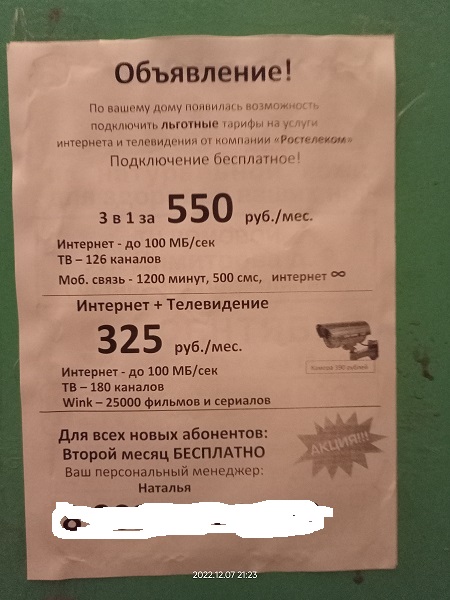 Объявление!
По вашему дому появилась возможность
подключить льготные тарифы на услуги
интернета и телевидения от компании «Ростелеком»
Подключение бесплатное!
3 в 1 за 550 руб./мес.
Интернет - до 100 МБ/сек
ТВ – 126 каналов
Моб. связь - 1200 минут, 500 смс, интернет ∞
Интернет + Телевидение
325 руб./мес.
Интернет - до 100 МБ/сек
ТВ – 180 каналов
Wink – 25000 фильмов и сериалов
Камера 390 рублей
Для всех новых абонентов:
Второй месяц БЕСПЛАТНО
АКЦИЯ!!!
Ваш персональный менеджер:
Наталья
2022.12.07 21:23